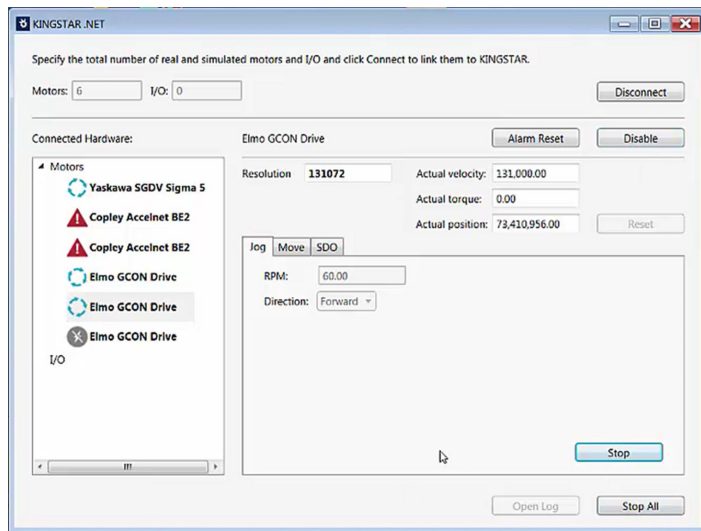 KINGSTAR .NET
Specify the total number of real and simulated motors and I/O and click Connect to link them to KINGSTAR.
Motors: 6 I/O: 0 Disconnect
Connected Hardware: Elmo GCON Drive Alarm Reset Disable
Motors
Yaskawa SGDV Sigma 5
Copley Accelnet BE2
Copley Accelnet BE2
Elmo GCON Drive
Elmo GCON Drive
Elmo GCON Drive
I/O
Resolution 131072 Actual velocity: 131,000.00
Actual torque: 0.00
Actual position: 73,410,956.00 Reset
Jog Move SDO
RPM: 60.00
Direction: Forward
Stop
Open Log Stop All